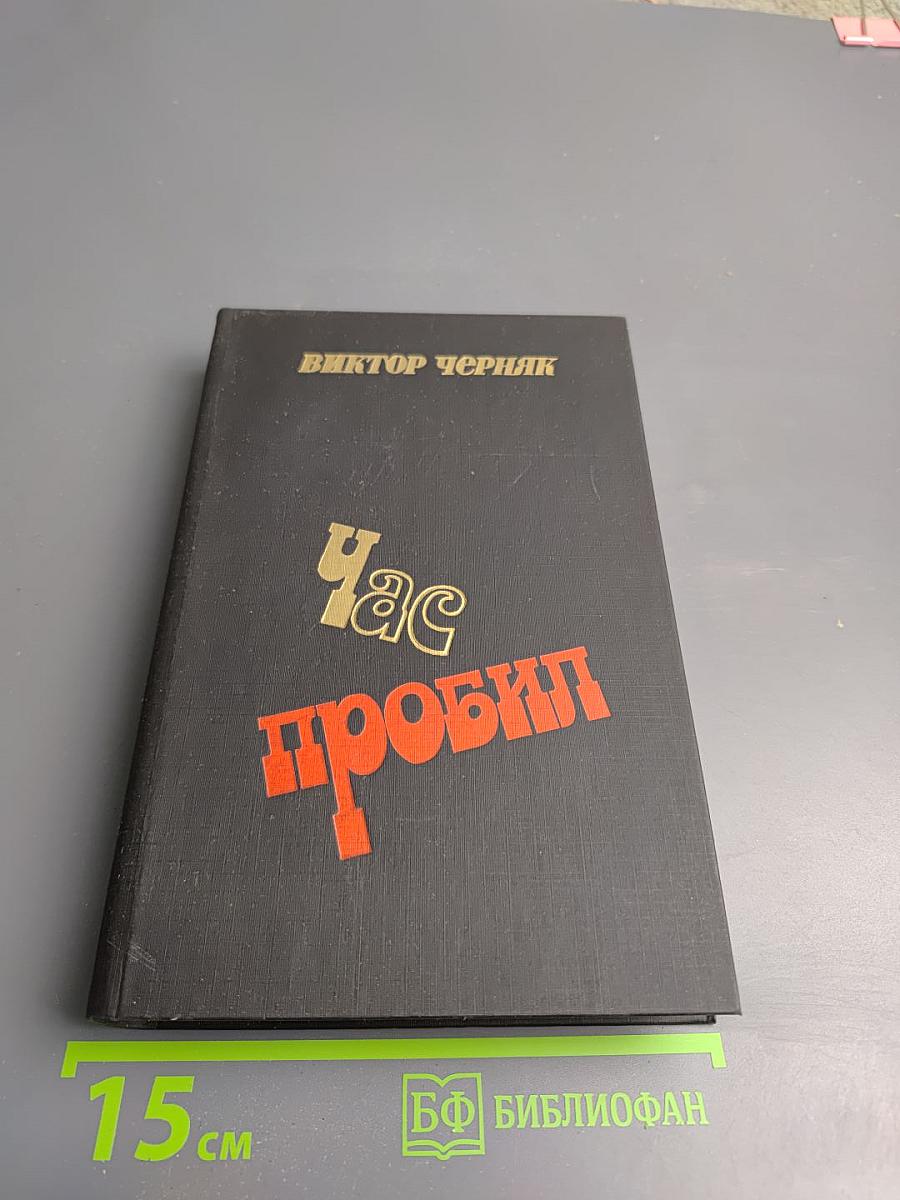 ВИКТОР ЧЕРНЯК
Час
пробил
15 см
БФ БИБЛИОФАН